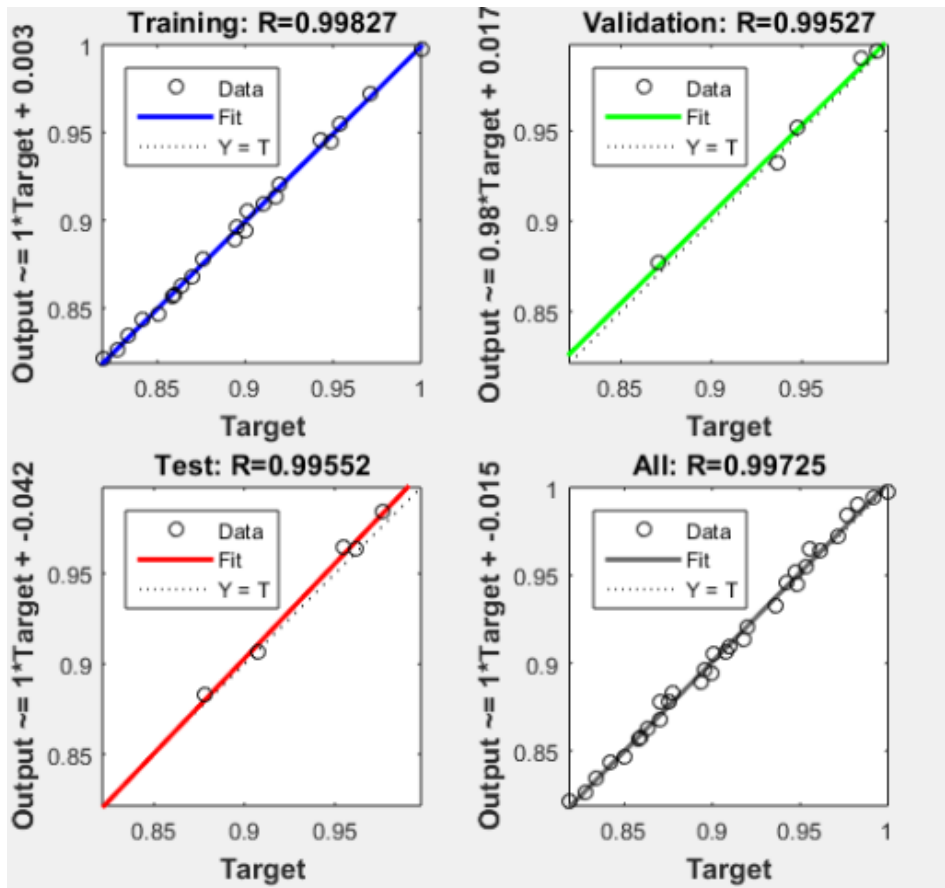 Training: R=0.99827
Output ~= 1*Target + 0.003
1
0.95
0.9
0.85
Data
Fit
Y = T
0.85 0.9 0.95 1
Target
Validation: R=0.99527
Output ~= 0.98*Target + 0.017
0.95
0.9
0.85
Data
Fit
Y = T
0.85 0.9 0.95
Target
Test: R=0.99552
Output ~= 1*Target + -0.042
0.95
0.9
0.85
Data
Fit
Y = T
0.85 0.9 0.95
Target
All: R=0.99725
Output ~= 1*Target + -0.015
1
0.95
0.9
0.85
Data
Fit
Y = T
0.85 0.9 0.95 1
Target